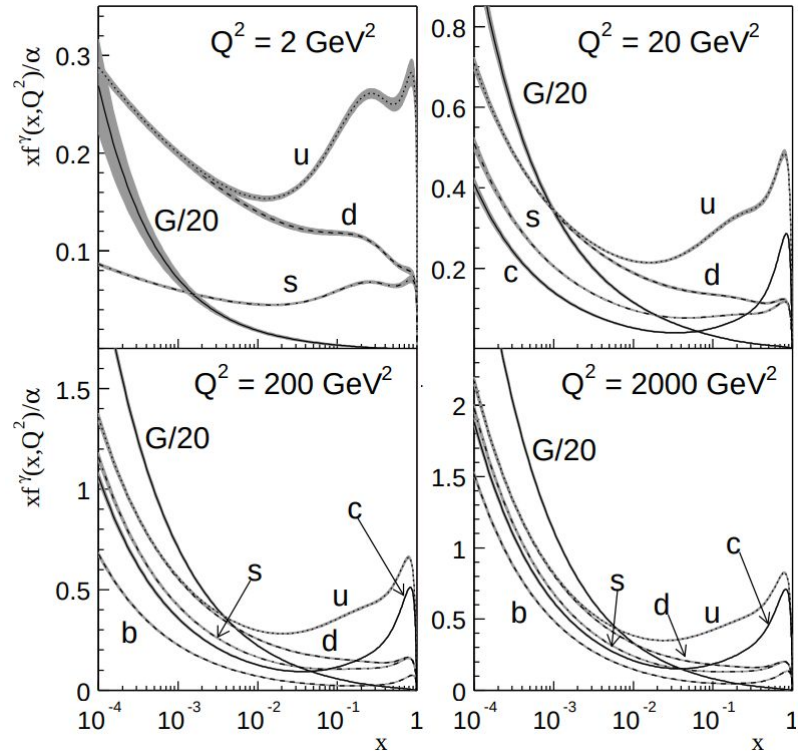 Q² = 2 GeV²
xf^γ(x,Q²)/α
0.3
0.2
0.1
u
d
G/20
s
Q² = 20 GeV²
0.8
0.6
0.4
0.2
G/20
u
s
c
d
Q² = 200 GeV²
xf^γ(x,Q²)/α
1.5
1
0.5
0
G/20
c
s
u
b
d
10⁻⁴
10⁻³
10⁻²
10⁻¹
1
x
Q² = 2000 GeV²
2
1.5
1
0.5
0
G/20
c
s
d
u
b
10⁻⁴
10⁻³
10⁻²
10⁻¹
1
x